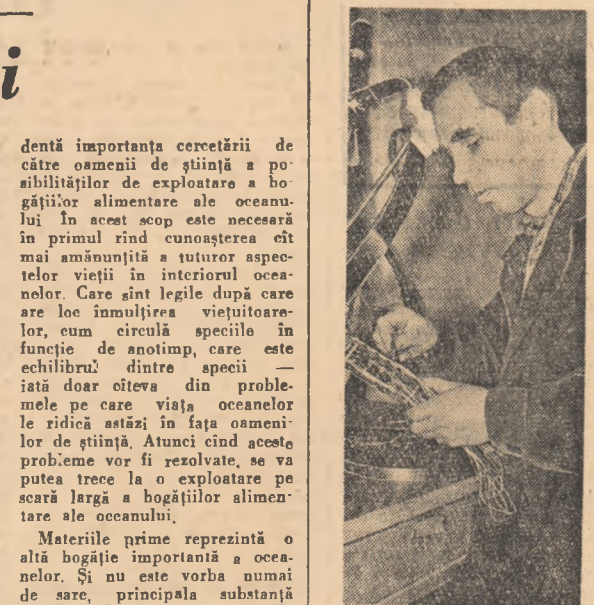 i
dentă importanța cercetării de
către oamenii de știință a po-
sibilităților de exploatare a bo-
gățiilor alimentare ale oceanu-
lui În acest scop este necesară
în primul rînd cunoașterea cît
mai amănunțită a tuturor aspec-
telor vieții în interiorul ocea-
nelor. Care sînt legile după care
are loc înmulțirea viețuitoare-
lor, cum circulă speciile în
funcție de anotimp, care este
echilibrul dintre specii —
iată doar cîteva din proble-
mele pe care viața oceanelor
le ridică astăzi în fața oameni-
lor de știință. Atunci cînd aceste
probleme vor fi rezolvate, se va
putea trece la o exploatare pe
scară largă a bogățiilor alimen-
tare ale oceanului.
Materiile prime reprezintă o
altă bogăție importantă a ocea-
nelor. Și nu este vorba numai
de sare, principala substanță